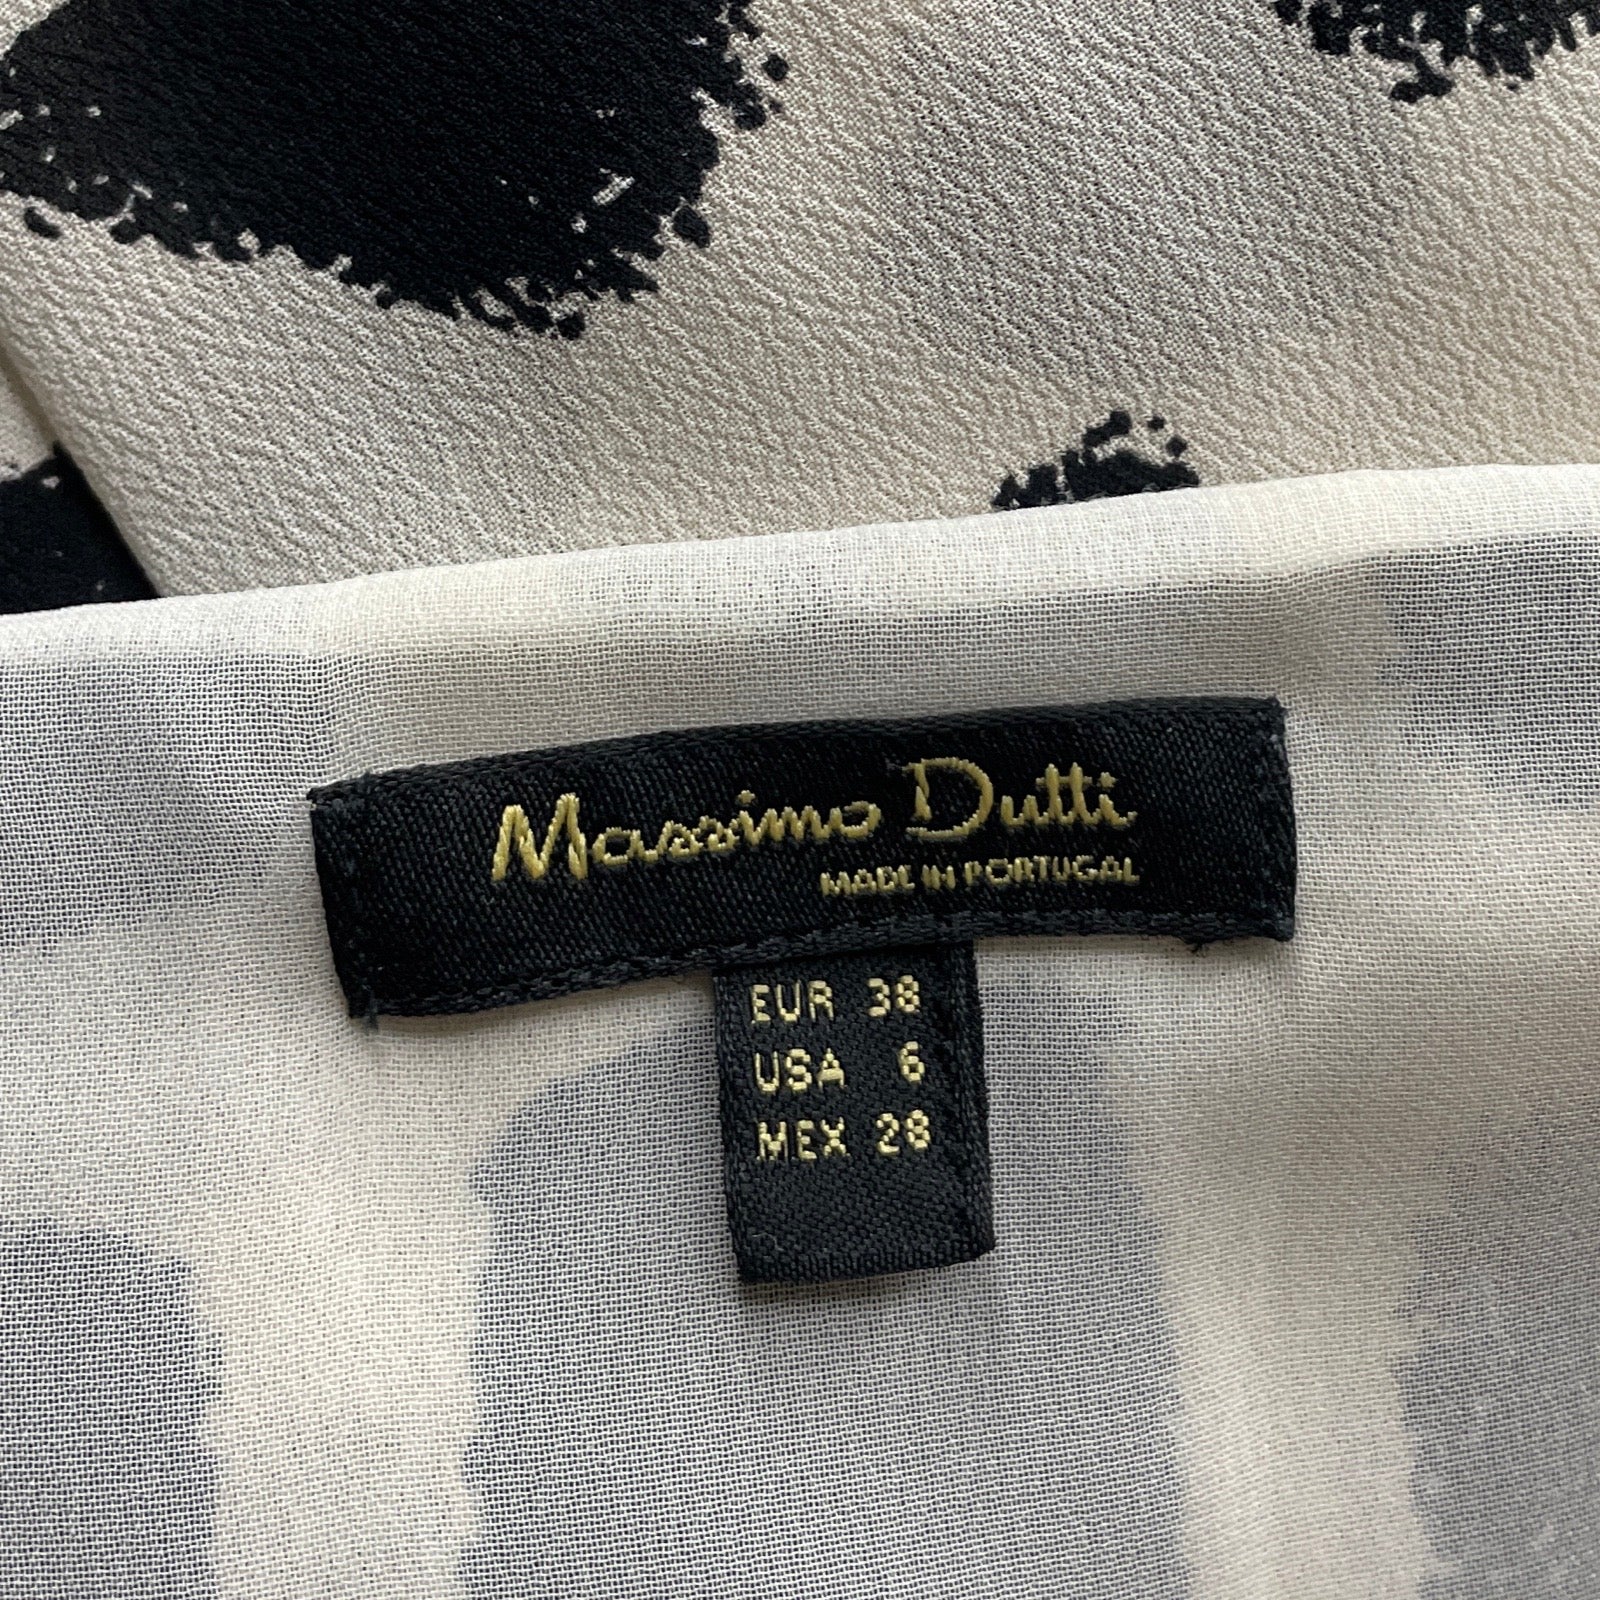 Massimo Dutti
MADE IN PORTUGAL
EUR 38
USA 6
MEX 28